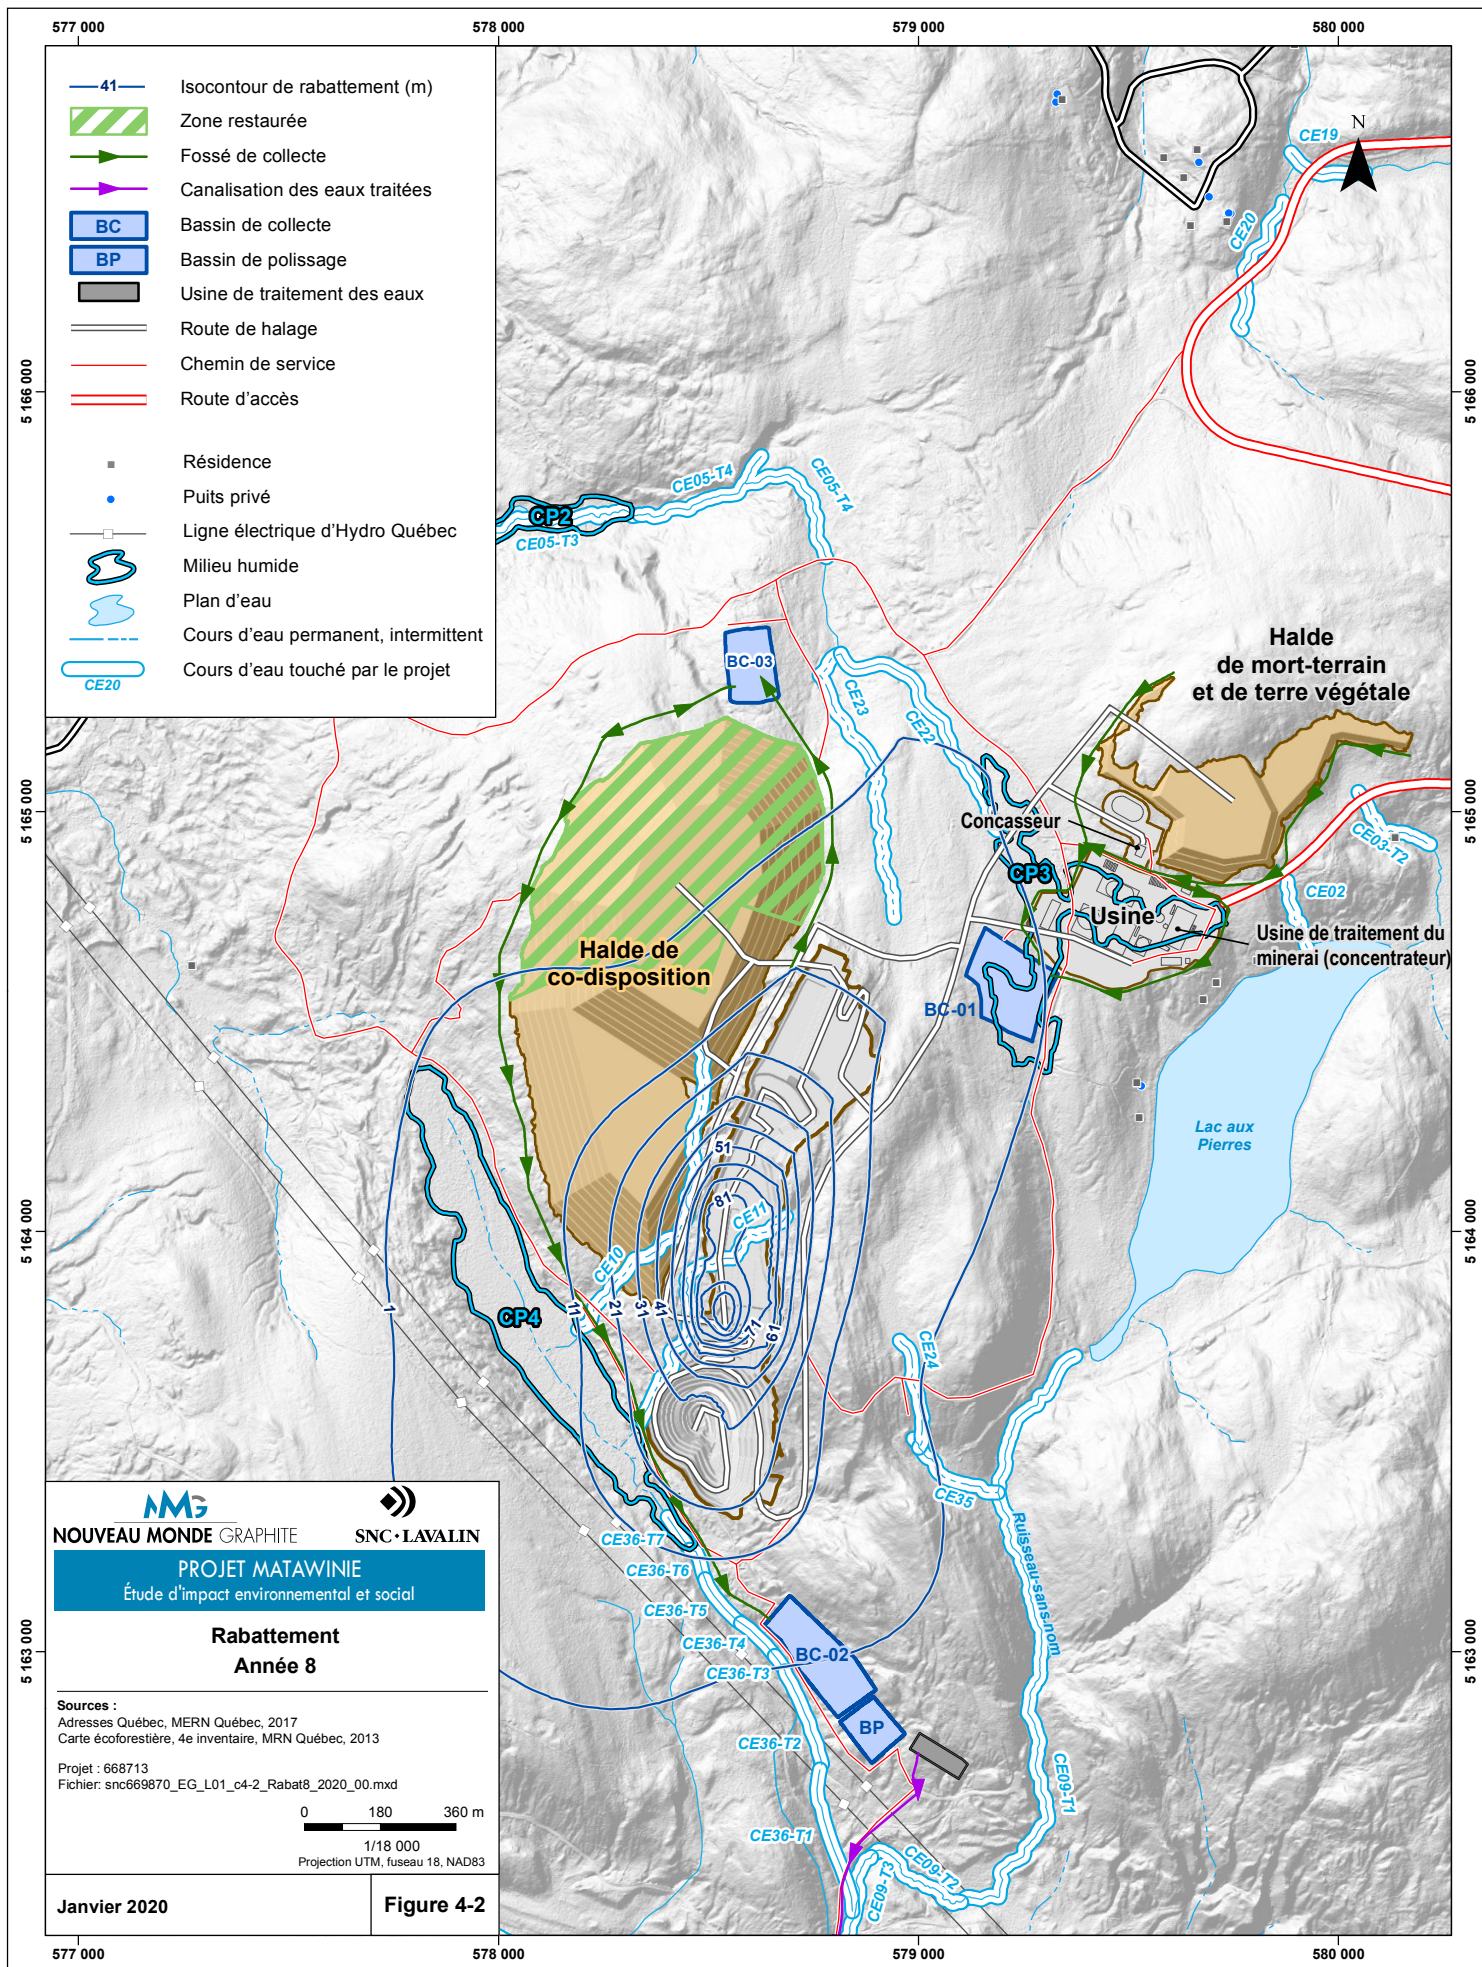 577 000
578 000
579 000
580 000
41
Isocontour de rabattement (m)
Zone restaurée
Fossé de collecte
Canalisation des eaux traitées
BC
Bassin de collecte
BP
Bassin de polissage
Usine de traitement des eaux
Route de halage
Chemin de service
Route d'accès
Résidence
Puits privé
Ligne électrique d'Hydro Québec
Milieu humide
Plan d'eau
Cours d'eau permanent, intermittent
Cours d'eau touché par le projet
CE20
N
CE19
CE20
5 166 000
5 166 000
CE05-T4
CE05-T4
CP2
CE05-T3
Halde
de mort-terrain
et de terre végétale
BC-03
CE23
CE22
5 165 000
5 165 000
Concasseur
CE03-T2
CP3
CE02
Usine
Usine de traitement du
minerai (concentrateur)
Halde de
co-disposition
BC-01
Lac aux
Pierres
51
81
CE11
5 164 000
5 164 000
CE10
1
11
21
31
41
71
61
CP4
CE24
CE35
Ruisseau-sans-nom
CE36-T7
CE36-T6
CE36-T5
CE36-T4
CE36-T3
BC-02
5 163 000
5 163 000
BP
CE36-T2
CE36-T1
CE09-T1
CE09-T2
CE09-T3
NMG
NOUVEAU MONDE GRAPHITE
SNC•LAVALIN
PROJET MATAWINIE
Étude d'impact environnemental et social
Rabattement
Année 8
Sources :
Adresses Québec, MERN Québec, 2017
Carte écoforestière, 4e inventaire, MRN Québec, 2013
Projet : 668713
Fichier: snc669870_EG_L01_c4-2_Rabat8_2020_00.mxd
0 180 360 m
1/18 000
Projection UTM, fuseau 18, NAD83
Janvier 2020
Figure 4-2
577 000
578 000
579 000
580 000